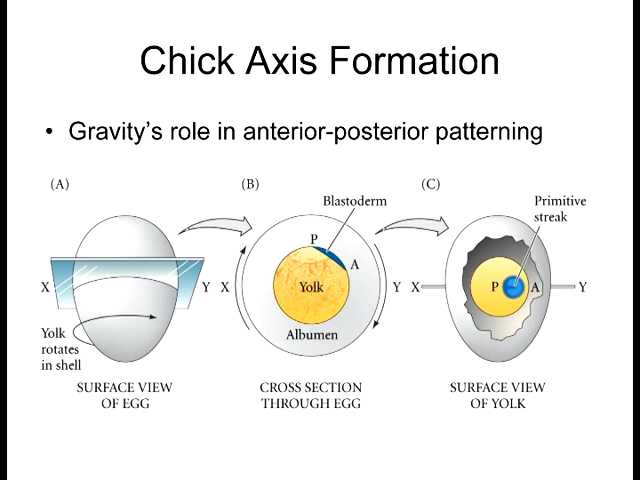 Chick Axis Formation
• Gravity's role in anterior-posterior patterning
(A)
(B)
(C)
Blastoderm
Primitive
streak
P
A
X
Y
X
Yolk
Y
X
P
A
Y
Yolk
rotates
in shell
Albumen
SURFACE VIEW
OF EGG
CROSS SECTION
THROUGH EGG
SURFACE VIEW
OF YOLK